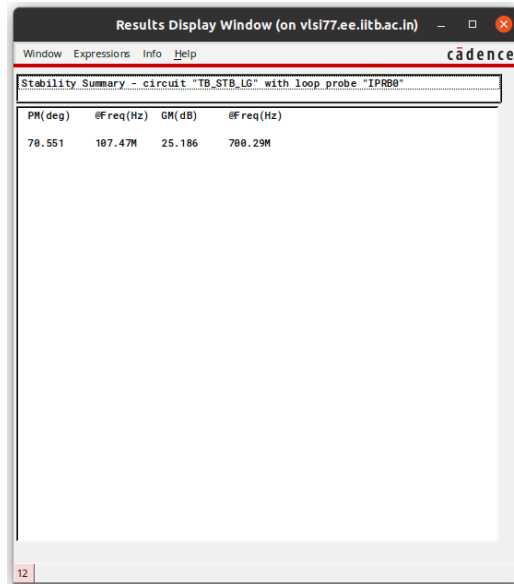 Results Display Window (on vlsi77.ee.iitb.ac.in)
Window Expressions Info Help cādence
Stability Summary - circuit "TB_STB_LG" with loop probe "IPRB0"
PM(deg) @Freq(Hz) GM(dB) @Freq(Hz)
70.551 107.47M 25.186 700.29M
12